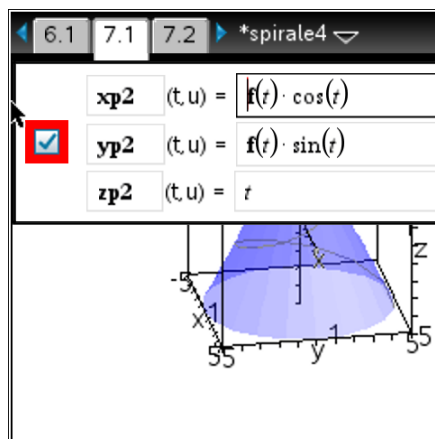 6.1 7.1 7.2 *spirale4
xp2 (t,u) = f(t)· cos(t)
yp2 (t,u) = f(t)· sin(t)
zp2 (t,u) = t
x
z
-5
x 1
1
55 y 55